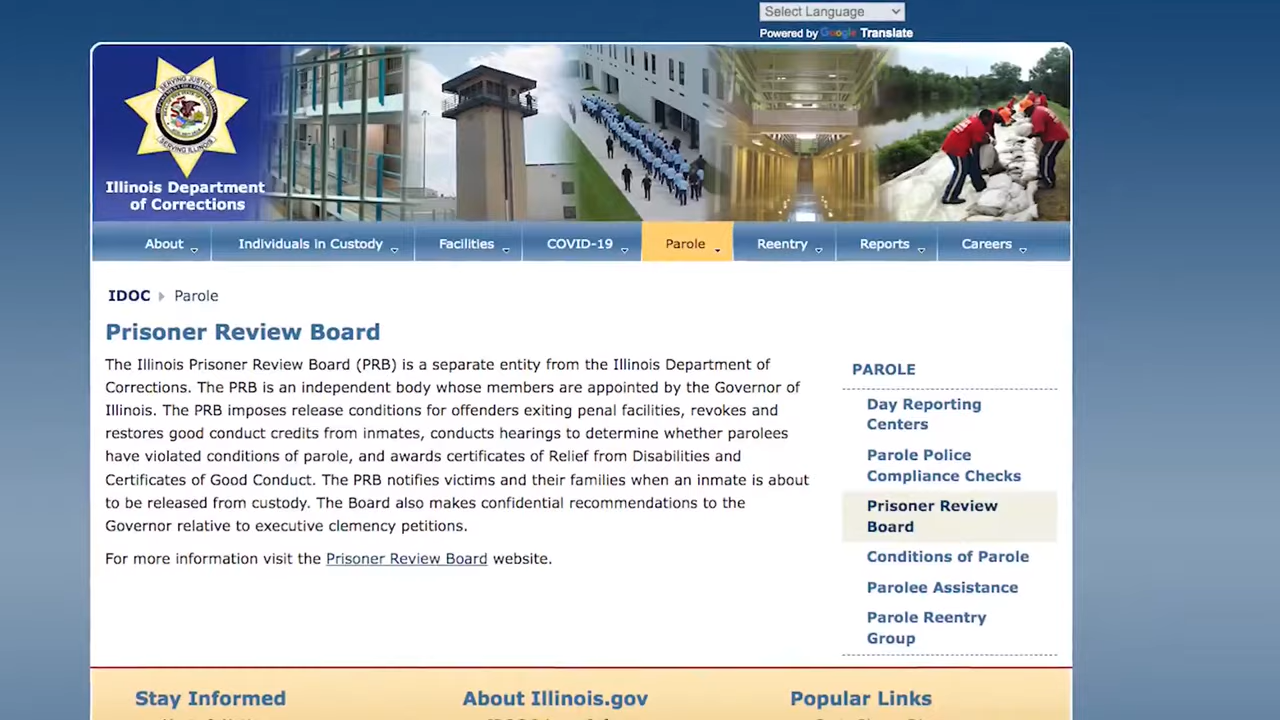 Select Language
Powered by Google Translate
SERVING JUSTICE
SERVING ILLINOIS
Illinois Department
of Corrections
About
Individuals in Custody
Facilities
COVID-19
Parole
Reentry
Reports
Careers
IDOC Parole
Prisoner Review Board
The Illinois Prisoner Review Board (PRB) is a separate entity from the Illinois Department of
Corrections. The PRB is an independent body whose members are appointed by the Governor of
Illinois. The PRB imposes release conditions for offenders exiting penal facilities, revokes and
restores good conduct credits from inmates, conducts hearings to determine whether parolees
have violated conditions of parole, and awards certificates of Relief from Disabilities and
Certificates of Good Conduct. The PRB notifies victims and their families when an inmate is about
to be released from custody. The Board also makes confidential recommendations to the
Governor relative to executive clemency petitions.
For more information visit the Prisoner Review Board website.
PAROLE
Day Reporting
Centers
Parole Police
Compliance Checks
Prisoner Review
Board
Conditions of Parole
Parolee Assistance
Parole Reentry
Group
Stay Informed
About Illinois.gov
Popular Links